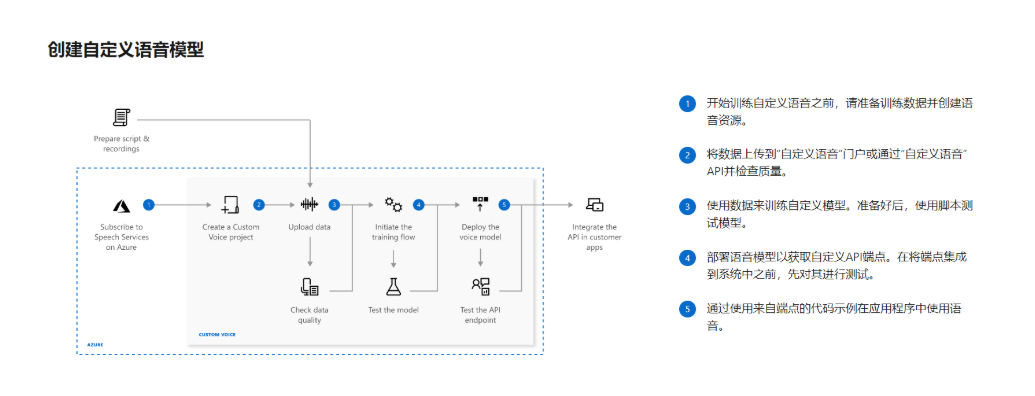 创建自定义语音模型
Prepare script &
recordings
1
2
3
4
5
Subscribe to
Speech Services
on Azure
Create a Custom
Voice project
Upload data
Initiate the
training flow
Deploy the
voice model
Integrate the
API in customer
apps
Check data
quality
Test the model
Test the API
endpoint
CUSTOM VOICE
AZURE
1 开始训练自定义语音之前，请准备训练数据并创建语
音资源。
2 将数据上传到“自定义语音”门户或通过“自定义语音”
API并检查质量。
3 使用数据来训练自定义模型。准备好后，使用脚本测
试模型。
4 部署语音模型以获取自定义API端点。在将端点集成
到系统中之前，先对其进行测试。
5 通过使用来自端点的代码示例在应用程序中使用语
音。